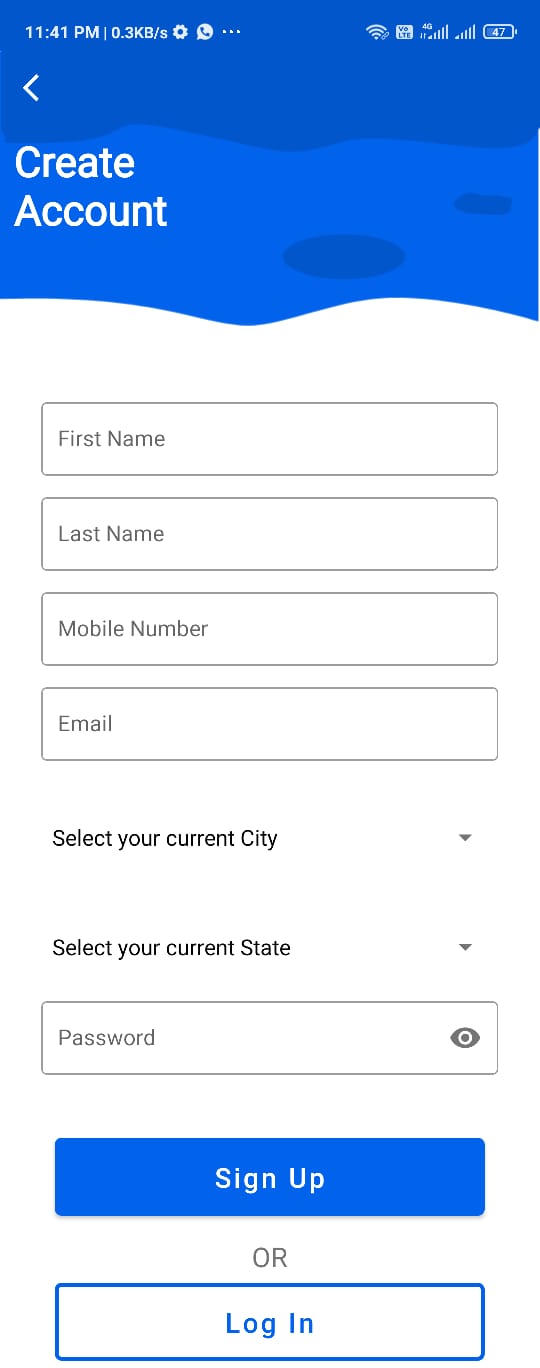 11:41 PM | 0.3KB/s ...
VO LTE 4G 47
Create
Account
First Name
Last Name
Mobile Number
Email
Select your current City
Select your current State
Password
Sign Up
OR
Log In